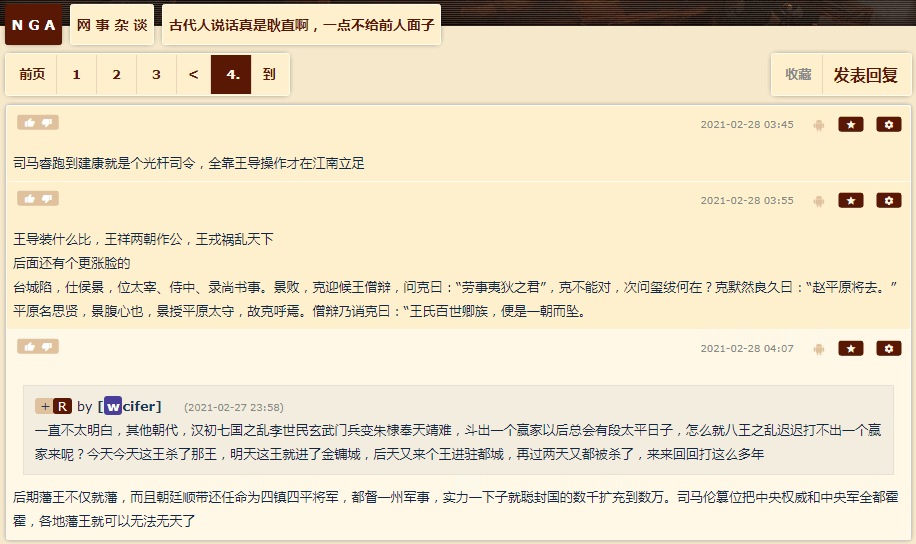 NGA 网事杂谈 古代人说话真是耿直啊，一点不给前人面子
前页 1 2 3 < 4. 到 收藏 发表回复
2021-02-28 03:45
司马睿跑到建康就是个光杆司令，全靠王导操作才在江南立足
2021-02-28 03:55
王导装什么比，王祥两朝作公，王戎祸乱天下
后面还有个更涨脸的
台城陷，仕侯景，位太宰、侍中、录尚书事。景败，克迎候王僧辩，问克曰：“劳事夷狄之君”，克不能对，次问玺绂何在？克默然良久曰：“赵平原将去。”
平原名思贤，景腹心也，景授平原太守，故克呼焉。僧辩乃诮克曰：“王氏百世卿族，便是一朝而坠。
2021-02-28 04:07
+ R by [wcifer] (2021-02-27 23:58)
一直不太明白，其他朝代，汉初七国之乱李世民玄武门兵变朱棣奉天靖难，斗出一个赢家以后总会有段太平日子，怎么就八王之乱迟迟打不出一个赢
家来呢？今天今天这王杀了那王，明天这王就进了金镛城，后天又来个王进驻都城，再过两天又都被杀了，来来回回打这么多年
后期藩王不仅就藩，而且朝廷顺带还任命为四镇四平将军，都督一州军事，实力一下子就聪封国的数千扩充到数万。司马伦篡位把中央权威和中央军全都霍
霍，各地藩王就可以无法无天了